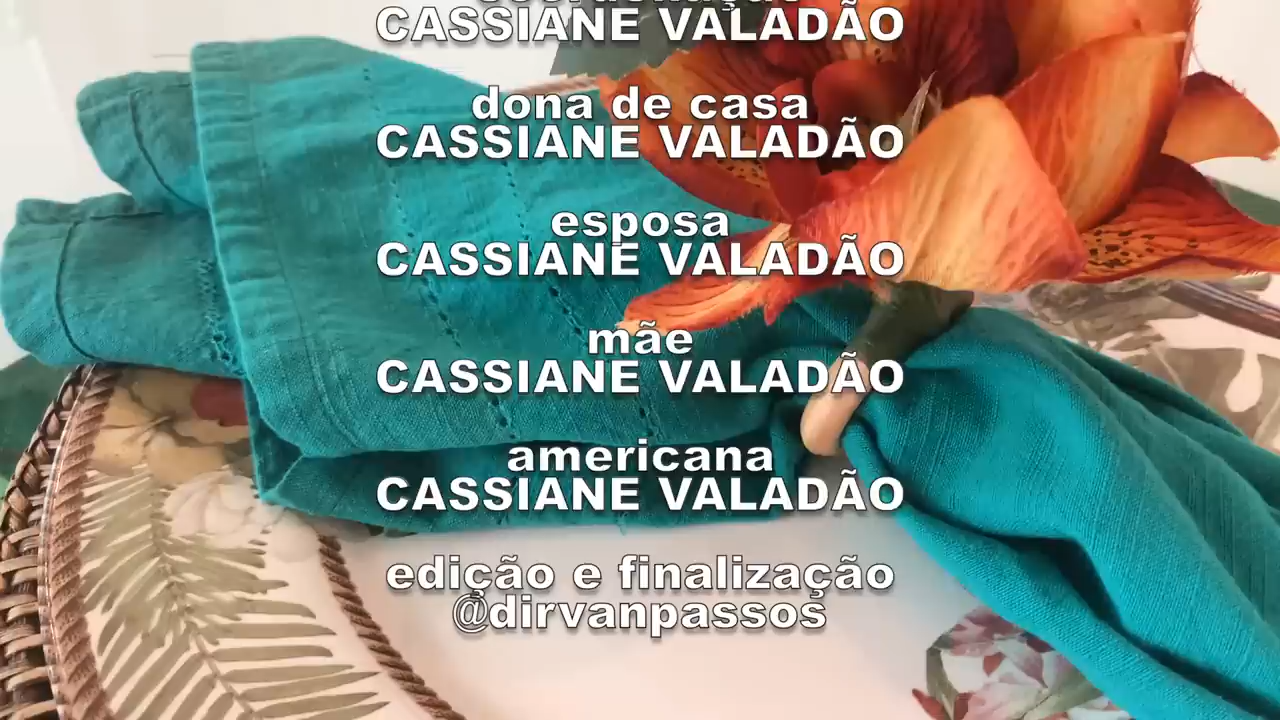 CASSIANE VALADÃO
dona de casa
CASSIANE VALADÃO
esposa
CASSIANE VALADÃO
mãe
CASSIANE VALADÃO
americana
CASSIANE VALADÃO
edição e finalização
@dirvanpassos